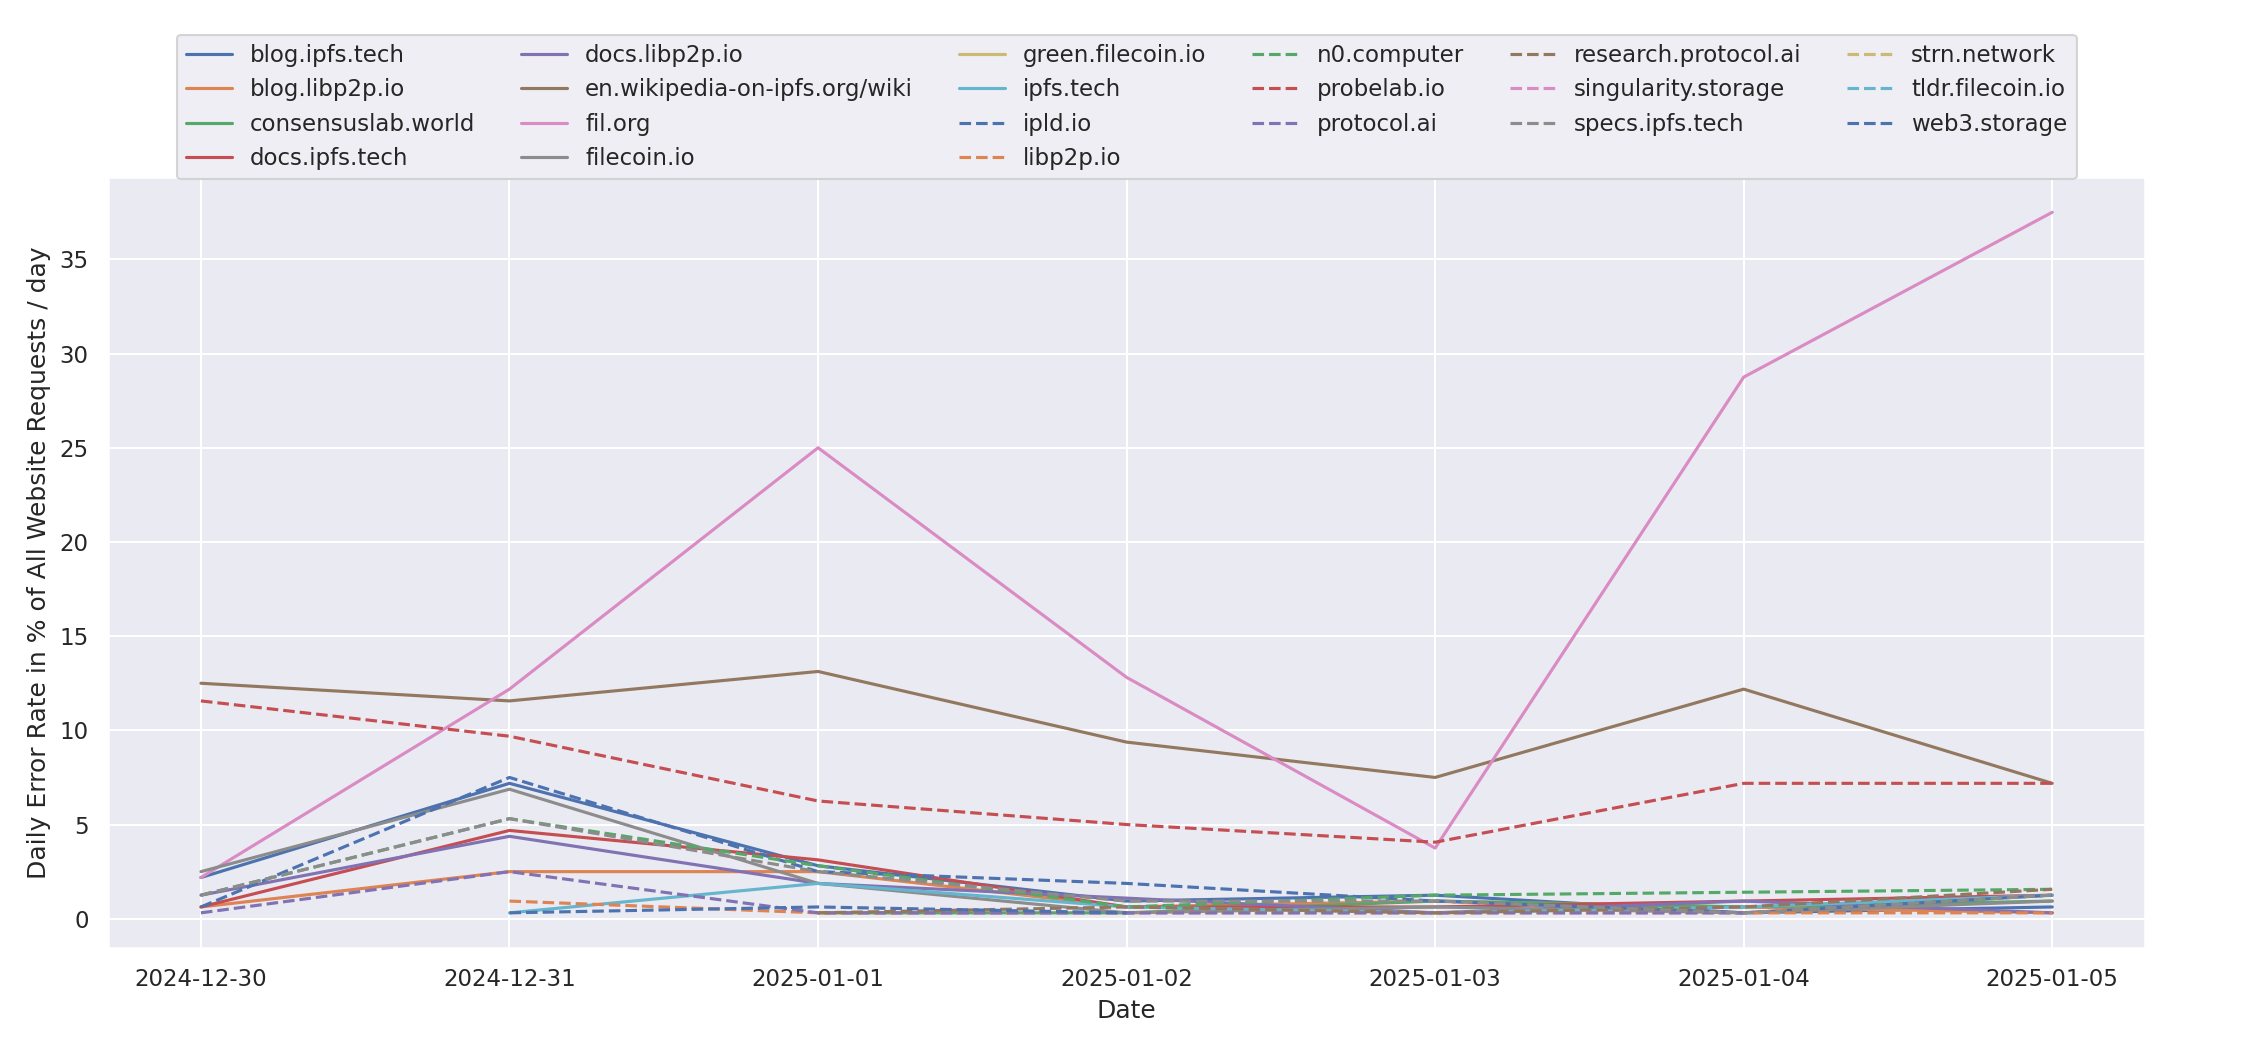 blog.ipfs.tech
blog.libp2p.io
consensuslab.world
docs.ipfs.tech
docs.libp2p.io
en.wikipedia-on-ipfs.org/wiki
fil.org
filecoin.io
green.filecoin.io
ipfs.tech
ipld.io
libp2p.io
n0.computer
probelab.io
protocol.ai
research.protocol.ai
singularity.storage
specs.ipfs.tech
strn.network
tldr.filecoin.io
web3.storage
Daily Error Rate in % of All Website Requests / day
35
30
25
20
15
10
5
0
2024-12-30
2024-12-31
2025-01-01
2025-01-02
2025-01-03
2025-01-04
2025-01-05
Date